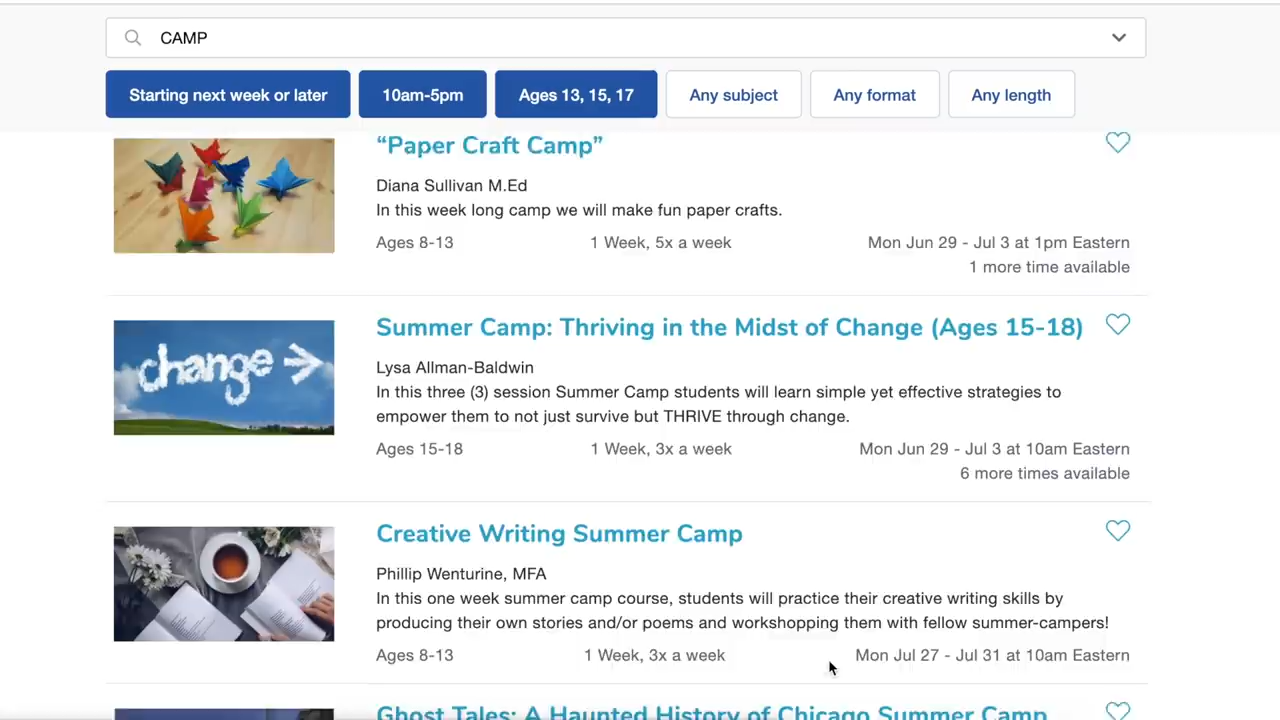 CAMP
Starting next week or later
10am-5pm
Ages 13, 15, 17
Any subject
Any format
Any length
“Paper Craft Camp”
Diana Sullivan M.Ed
In this week long camp we will make fun paper crafts.
Ages 8-13
1 Week, 5x a week
Mon Jun 29 - Jul 3 at 1pm Eastern
1 more time available
change
Summer Camp: Thriving in the Midst of Change (Ages 15-18)
Lysa Allman-Baldwin
In this three (3) session Summer Camp students will learn simple yet effective strategies to
empower them to not just survive but THRIVE through change.
Ages 15-18
1 Week, 3x a week
Mon Jun 29 - Jul 3 at 10am Eastern
6 more times available
Creative Writing Summer Camp
Phillip Wenturine, MFA
In this one week summer camp course, students will practice their creative writing skills by
producing their own stories and/or poems and workshopping them with fellow summer-campers!
Ages 8-13
1 Week, 3x a week
Mon Jul 27 - Jul 31 at 10am Eastern
Ghost Tales: A Haunted History of Chicago Summer Camp